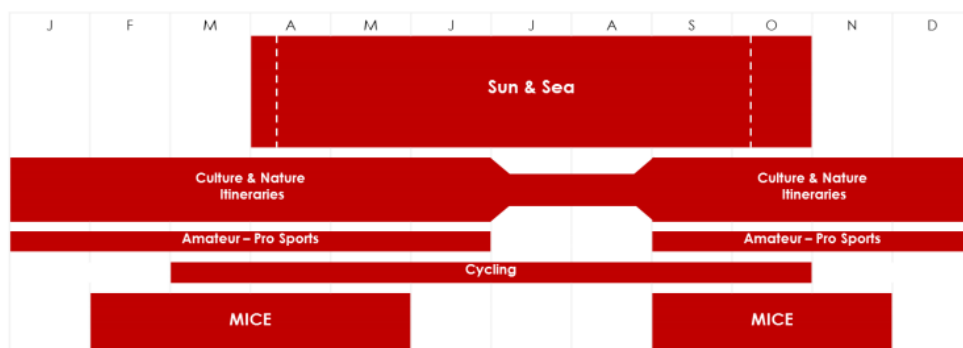 J F M A M J J A S O N D
Sun & Sea
Culture & Nature
Itineraries
Culture & Nature
Itineraries
Amateur – Pro Sports
Amateur – Pro Sports
Cycling
MICE
MICE